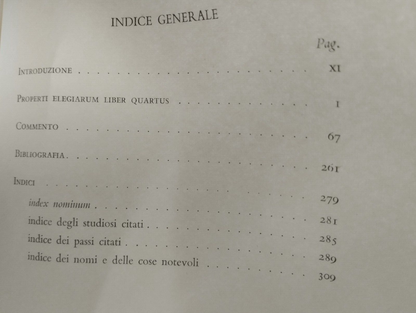 INDICE GENERALE
Pag.
INTRODUZIONE . . . . . . . . . . . . . . . . . . . . XI
PROPERTI ELEGIARUM LIBER QUARTUS . . . . . . . . . . . 1
COMMENTO . . . . . . . . . . . . . . . . . . . . . 67
BIBLIOGRAFIA . . . . . . . . . . . . . . . . . . . . 261
INDICI . . . . . . . . . . . . . . . . . . . . . . 279
index nominum . . . . . . . . . . . . . . . . . . 281
indice degli studiosi citati . . . . . . . . . . . . . . 285
indice dei passi citati . . . . . . . . . . . . . . . . 289
indice dei nomi e delle cose notevoli . . . . . . . . . 309